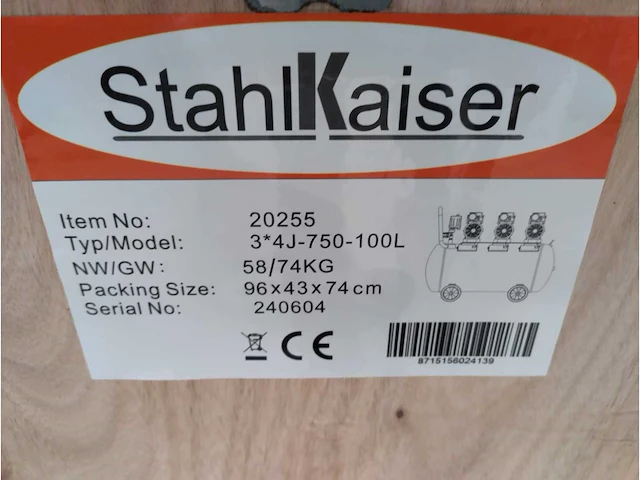 StahlKaiser
Item No: 20255
Typ/Model: 3*4J-750-100L
NW/GW: 58/74KG
Packing Size: 96x43x74cm
Serial No: 240604
CE
8715156024139